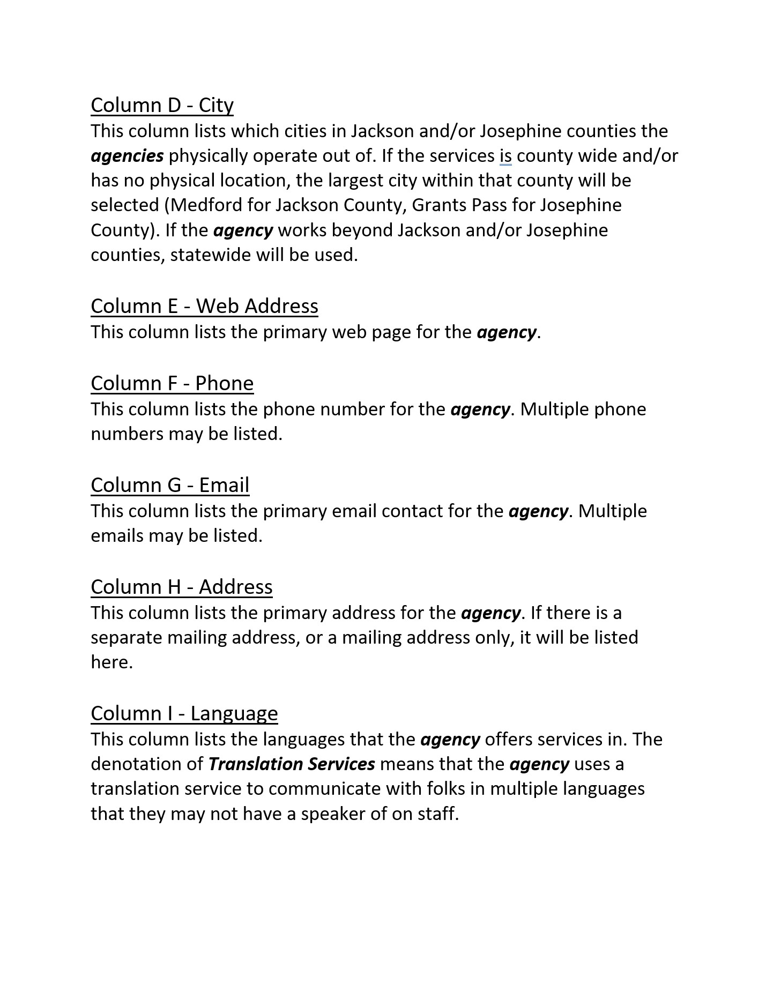 Column D - City
This column lists which cities in Jackson and/or Josephine counties the
agencies physically operate out of. If the services is county wide and/or
has no physical location, the largest city within that county will be
selected (Medford for Jackson County, Grants Pass for Josephine
County). If the agency works beyond Jackson and/or Josephine
counties, statewide will be used.
Column E - Web Address
This column lists the primary web page for the agency.
Column F - Phone
This column lists the phone number for the agency. Multiple phone
numbers may be listed.
Column G - Email
This column lists the primary email contact for the agency. Multiple
emails may be listed.
Column H - Address
This column lists the primary address for the agency. If there is a
separate mailing address, or a mailing address only, it will be listed
here.
Column I - Language
This column lists the languages that the agency offers services in. The
denotation of Translation Services means that the agency uses a
translation service to communicate with folks in multiple languages
that they may not have a speaker of on staff.